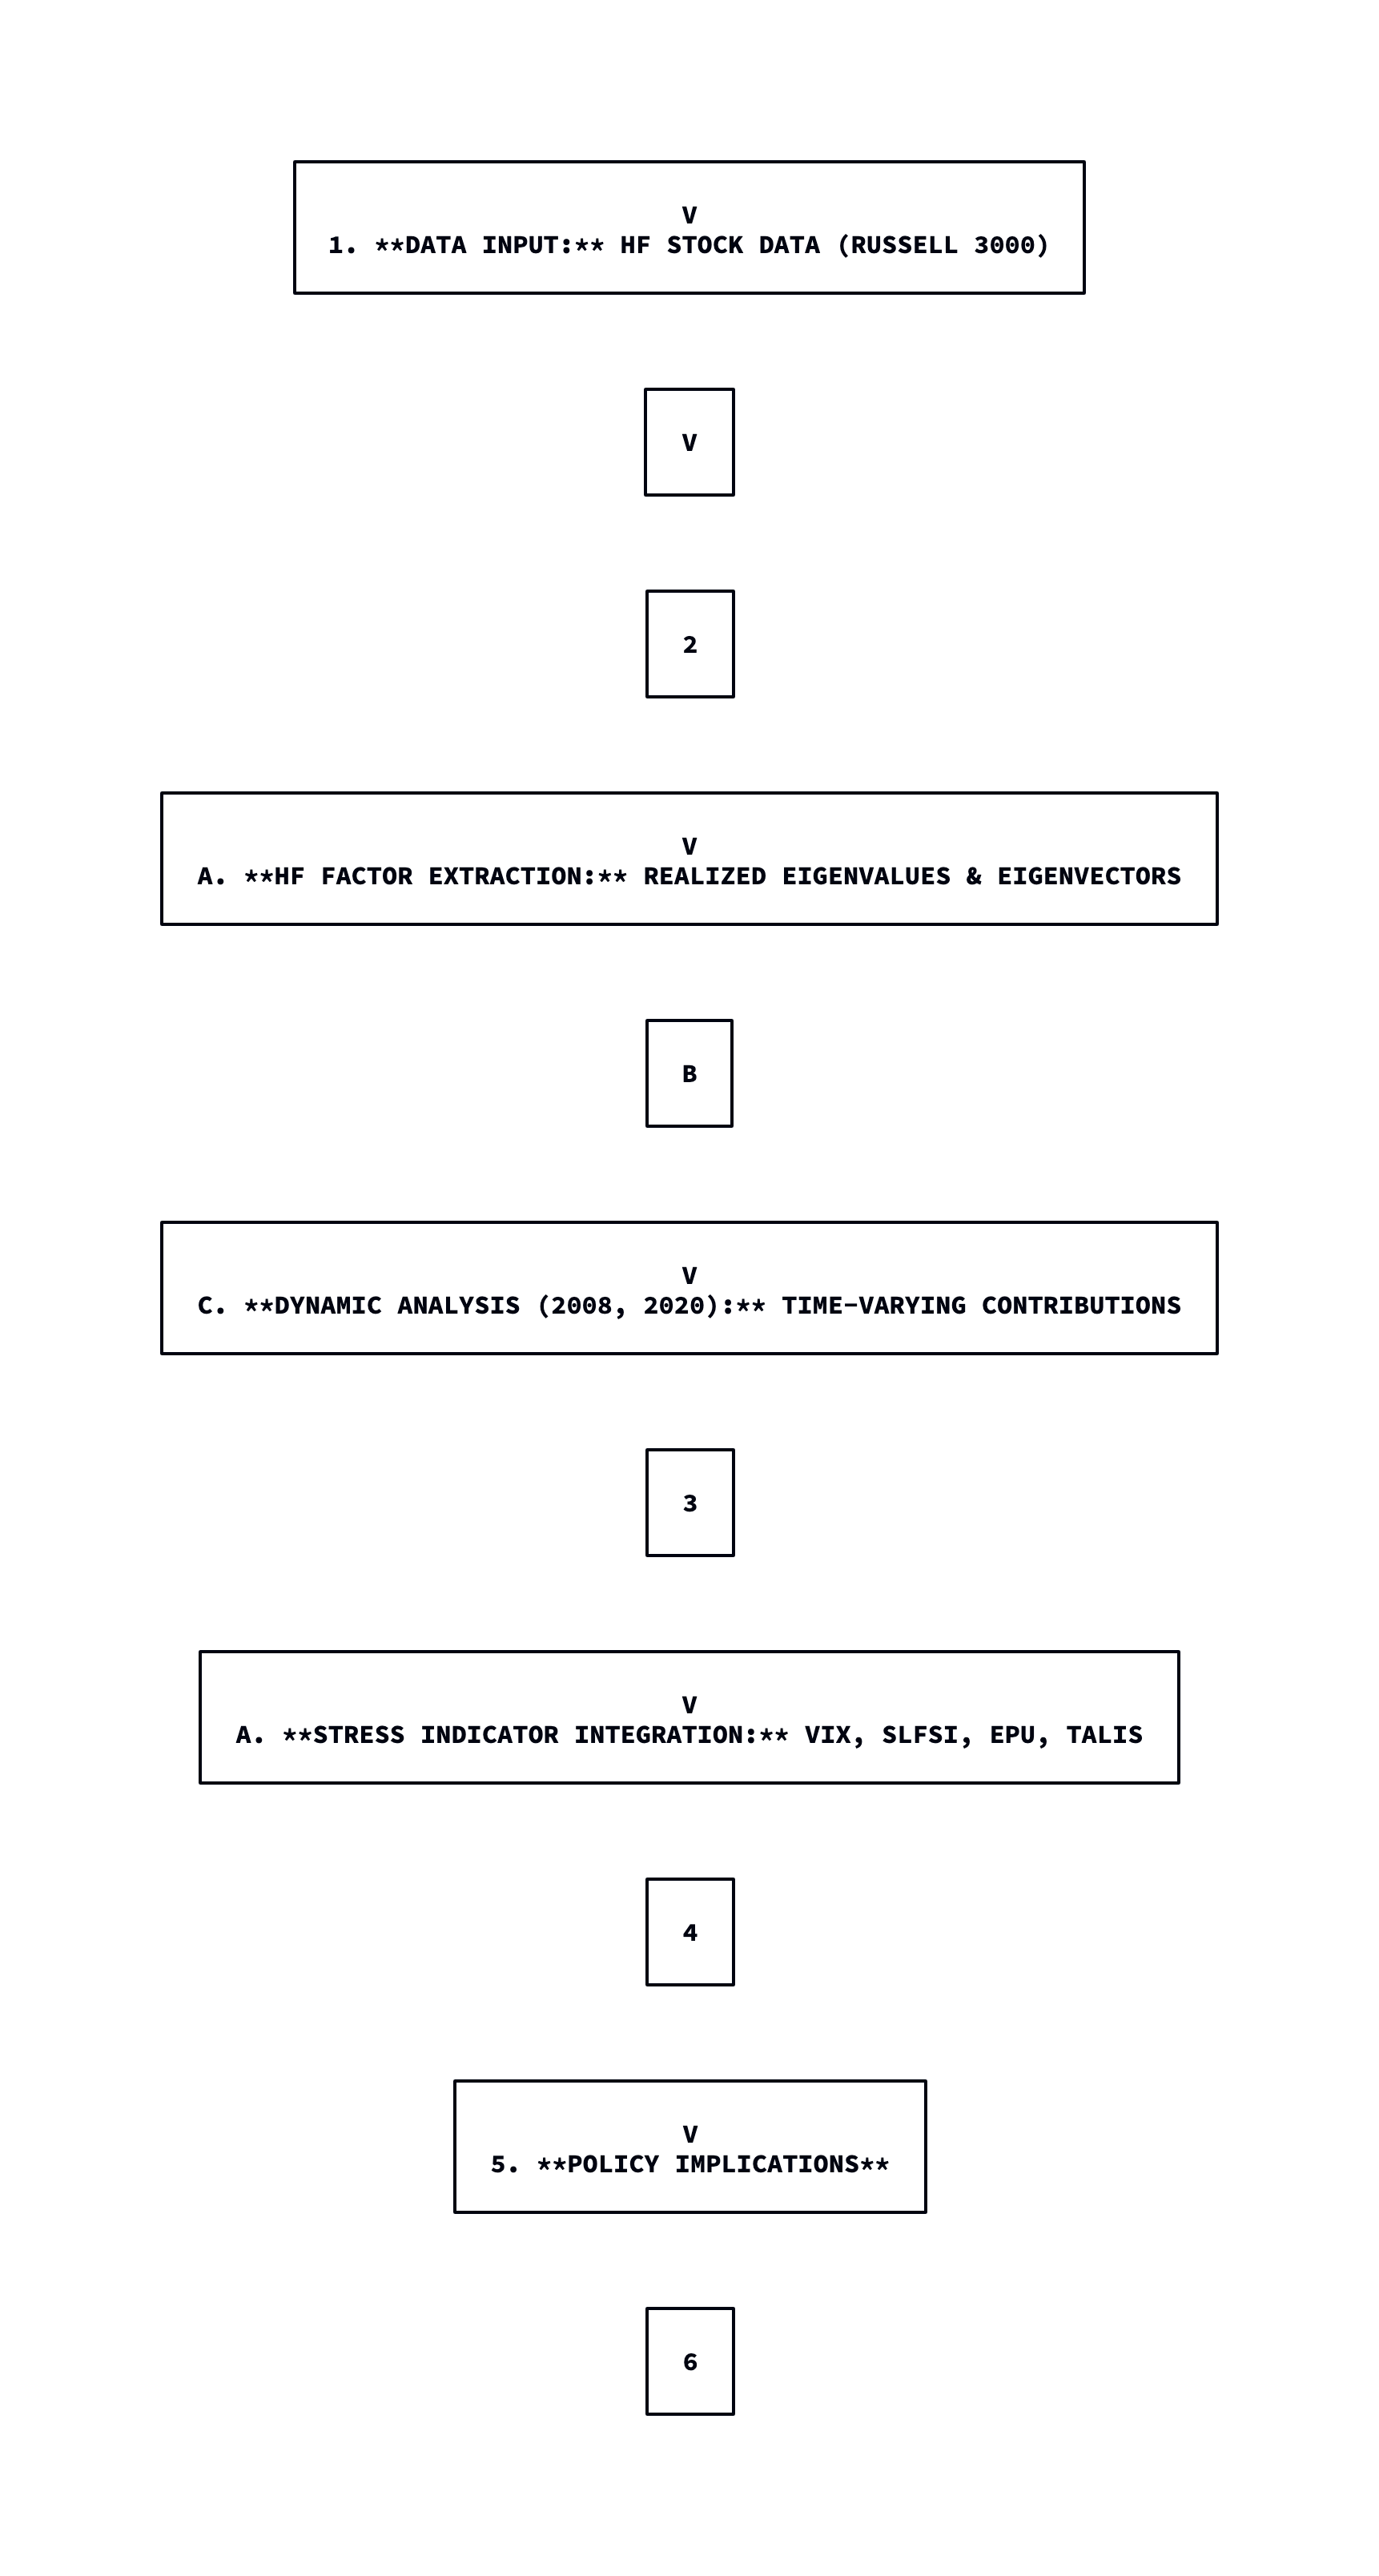 V
1. **DATA INPUT:** HF STOCK DATA (RUSSELL 3000)
V
2
V
A. **HF FACTOR EXTRACTION:** REALIZED EIGENVALUES & EIGENVECTORS
B
V
C. **DYNAMIC ANALYSIS (2008, 2020):** TIME-VARYING CONTRIBUTIONS
3
V
A. **STRESS INDICATOR INTEGRATION:** VIX, SLFSI, EPU, TALIS
4
V
5. **POLICY IMPLICATIONS**
6